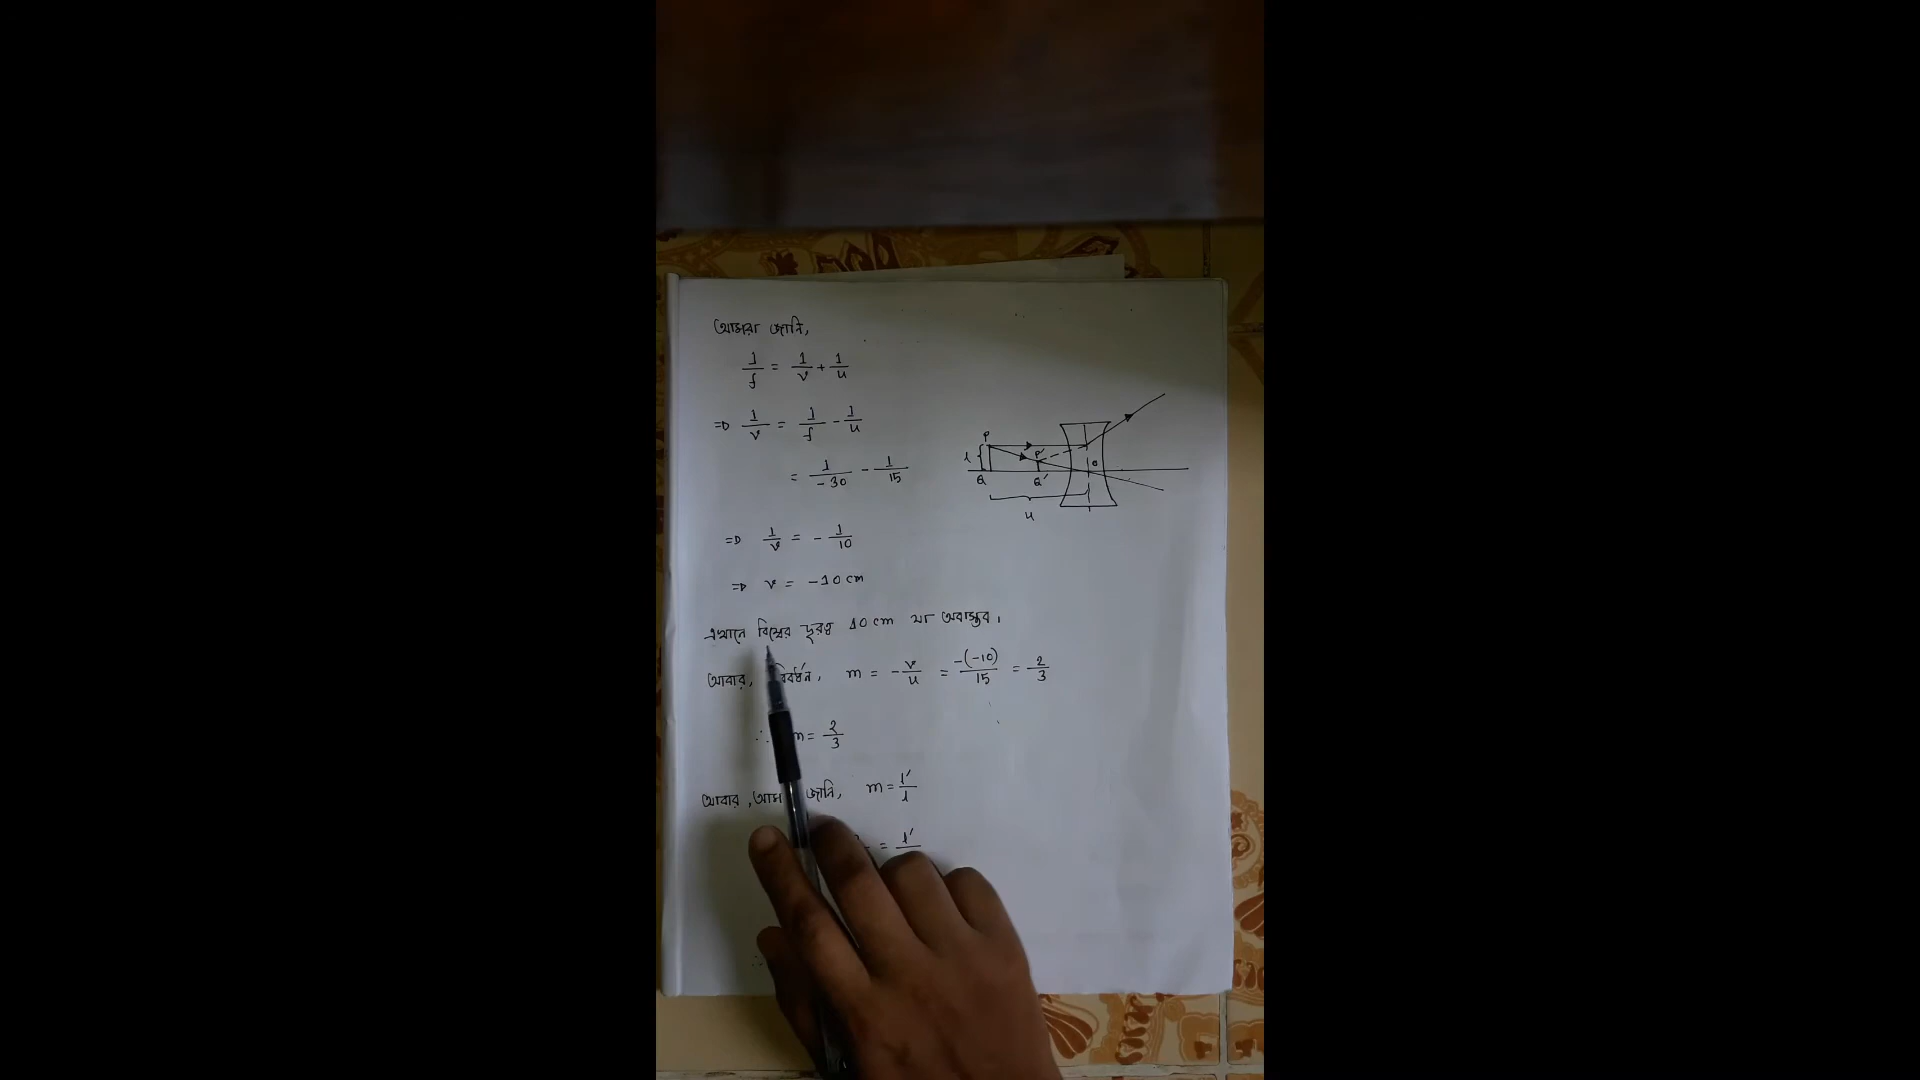 আমরা জানি,
1/f = 1/v + 1/u
⇒ 1/v = 1/f - 1/u
= 1/-30 - 1/15
⇒ 1/v = - 1/10
⇒ v = -10 cm
এখানে বিম্বের দূরত্ব 10 cm যা অবাস্তব।
আবার, বিবর্ধন, m = - v/u = -(-10)/15 = 2/3
∴ m = 2/3
আবার, জানি, m = l'/l
= l'/
∴
P
l
P'
O
Q
Q'
u